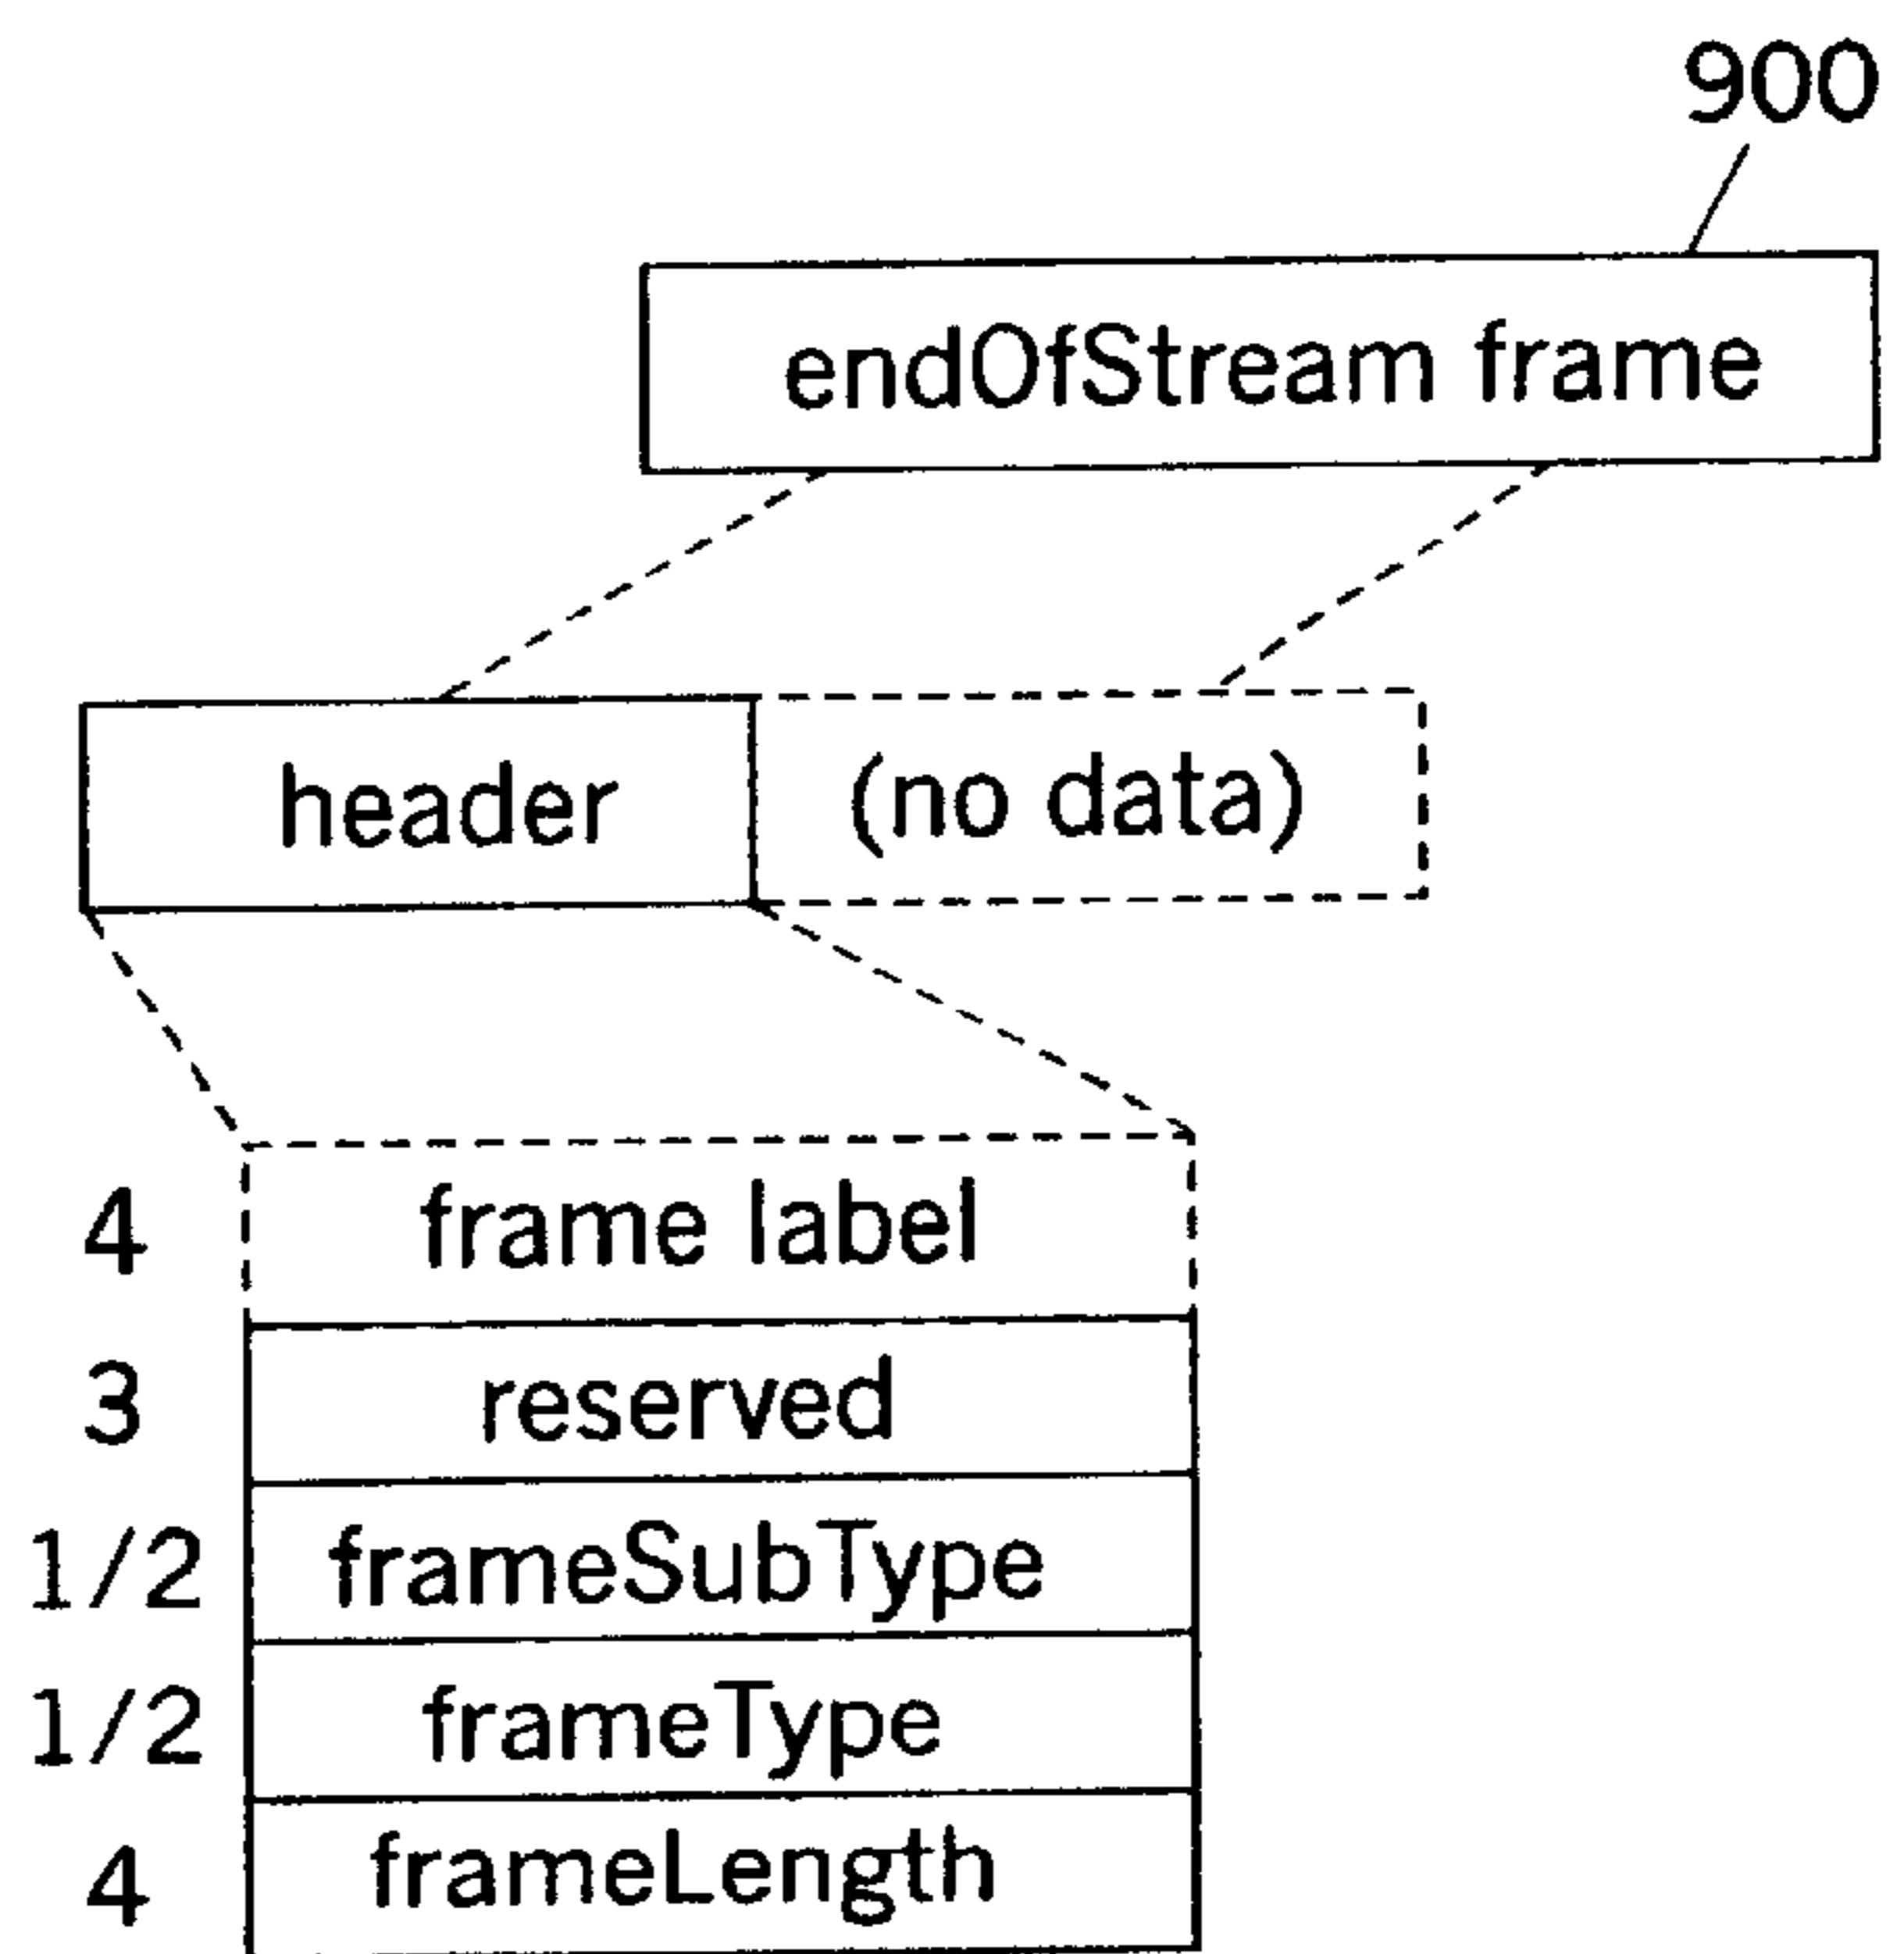 900
endOfStream frame
header (no data)
4 frame label
3 reserved
1/2 frameSubType
1/2 frameType
4 frameLength